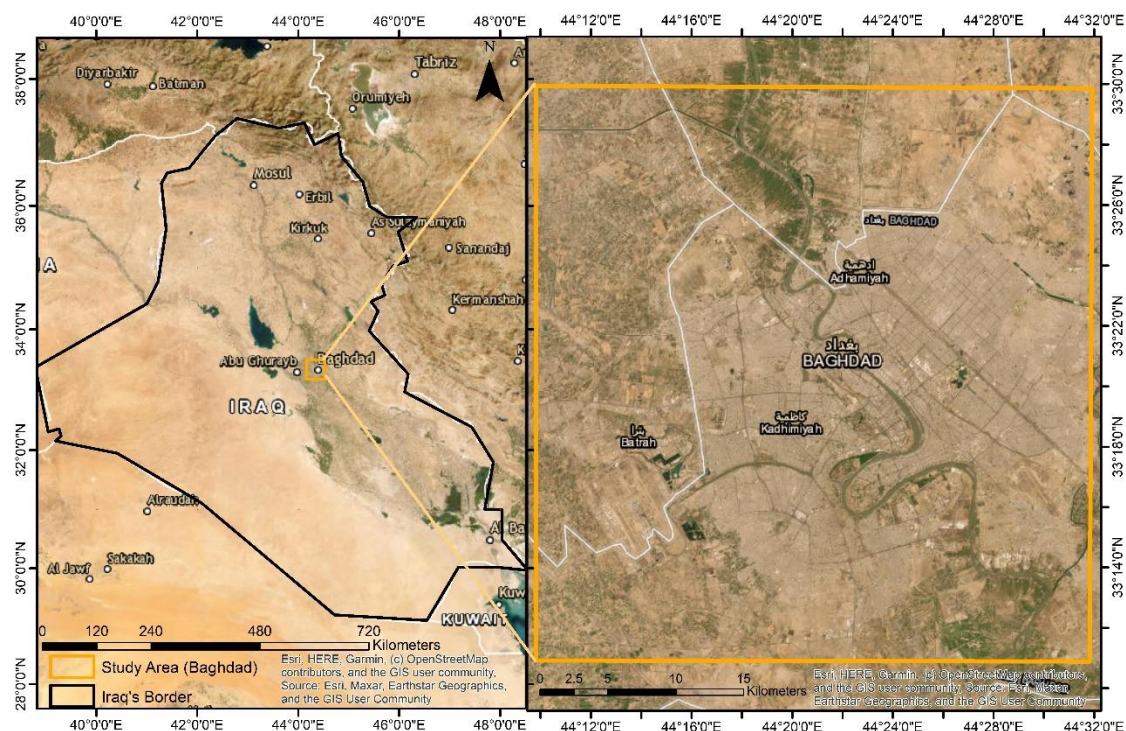 40°0'0"E 42°0'0"E 44°0'0"E 46°0'0"E 48°0'0"E
38°0'0"N
36°0'0"N
34°0'0"N
32°0'0"N
30°0'0"N
28°0'0"N
N
Tabriz
Diyarbakir
Batman
Orumiyeh
Mosul
Erbil
Kirkuk
As Sulaymaniyah
Sanandaj
Kermanshah
Abu Ghurayb
Baghdad
IRAQ
Alraudah
Sakakah
Al Jawf
KUWAIT
0 120 240 480 720
Kilometers
Study Area (Baghdad)
Iraq's Border
Esri, HERE, Garmin, (c) OpenStreetMap
contributors, and the GIS user community,
Source: Esri, Maxar, Earthstar Geographics,
and the GIS User Community
40°0'0"E 42°0'0"E 44°0'0"E 46°0'0"E 48°0'0"E
44°12'0"E 44°16'0"E 44°20'0"E 44°24'0"E 44°28'0"E 44°32'0"E
33°30'0"N
33°26'0"N
33°22'0"N
33°18'0"N
33°14'0"N
بغداد BAGHDAD
ادهمية
Adhamiyah
بغداد
BAGHDAD
كاظمية
Kadhimiyah
بترا
Batrah
0 2.5 5 10 15
Kilometers
Esri, HERE, Garmin, (c) OpenStreetMap contributors,
and the GIS user community, Source: Esri, Maxar,
Earthstar Geographics, and the GIS User Community
44°12'0"E 44°16'0"E 44°20'0"E 44°24'0"E 44°28'0"E 44°32'0"E